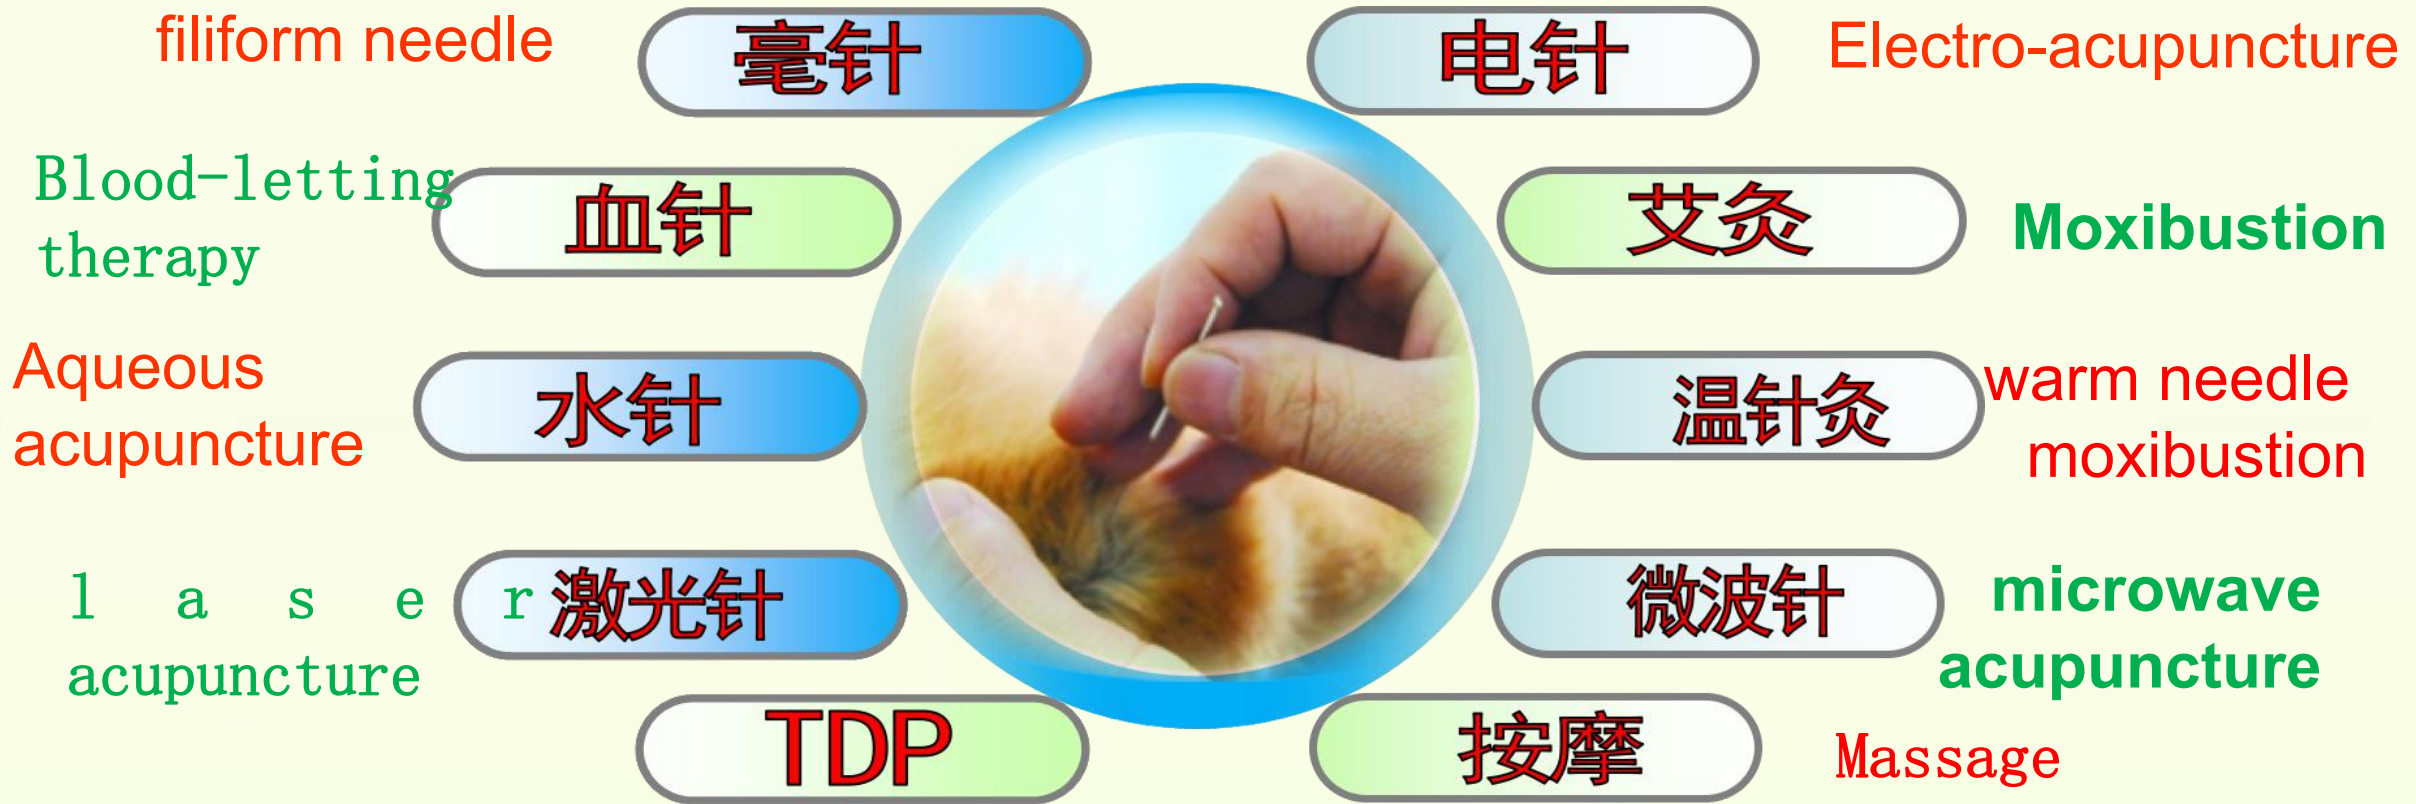 filiform needle
毫针
电针
Electro-acupuncture
Blood-letting
therapy
血针
艾灸
Moxibustion
Aqueous
acupuncture
水针
温针灸
warm needle
moxibustion
l a s e r
acupuncture
激光针
微波针
microwave
acupuncture
TDP
按摩
Massage